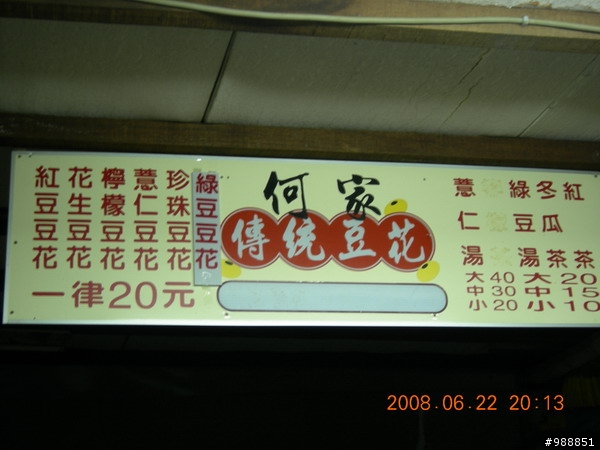 紅豆豆花
花生豆花
檸檬豆花
薏仁豆花
珍珠豆花
綠豆豆花
一律20元
何家
傳統豆花
薏仁湯
綠豆湯
冬瓜茶
紅茶
大40 大20
中30 中15
小20 小10
2008.06.22 20:13
#988851